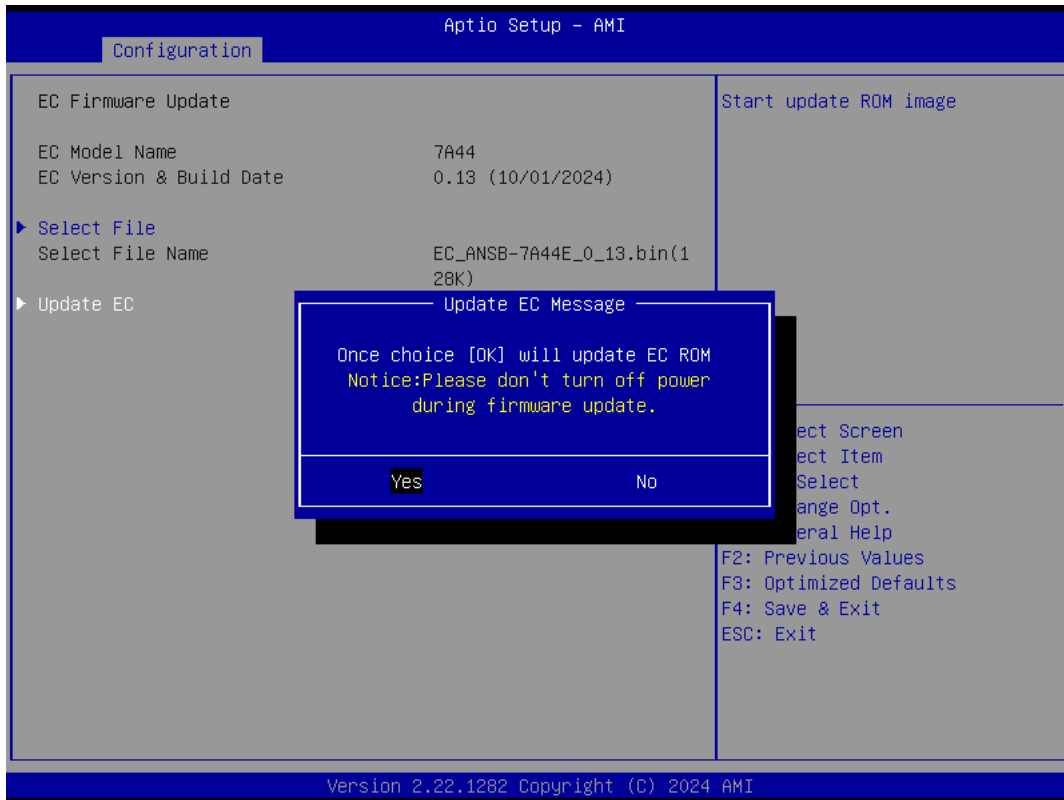 Aptio Setup – AMI
Configuration
EC Firmware Update
EC Model Name 7A44
EC Version & Build Date 0.13 (10/01/2024)
Select File
Select File Name EC_ANSB-7A44E_0_13.bin(1
28K)
Update EC
Start update ROM image
Update EC Message
Once choice [OK] will update EC ROM
Notice:Please don't turn off power
during firmware update.
Yes No
ect Screen
ect Item
Select
ange Opt.
eral Help
F2: Previous Values
F3: Optimized Defaults
F4: Save & Exit
ESC: Exit
Version 2.22.1282 Copyright (C) 2024 AMI